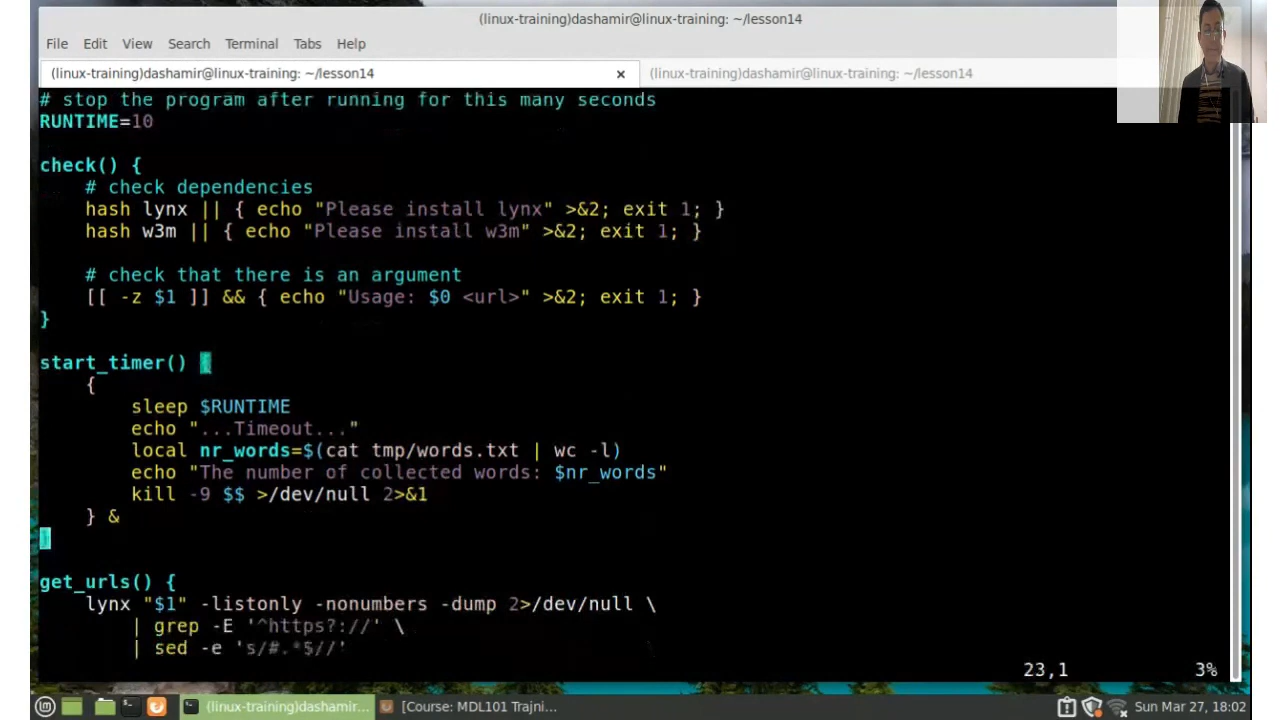 (linux-training)dashamir@linux-training: ~/lesson14
File Edit View Search Terminal Tabs Help
(linux-training)dashamir@linux-training: ~/lesson14 × (linux-training)dashamir@linux-training: ~/lesson14
# stop the program after running for this many seconds
RUNTIME=10
check() {
    # check dependencies
    hash lynx || { echo "Please install lynx" >&2; exit 1; }
    hash w3m || { echo "Please install w3m" >&2; exit 1; }
    # check that there is an argument
    [[ -z $1 ]] && { echo "Usage: $0 <url>" >&2; exit 1; }
}
start_timer() {
    {
        sleep $RUNTIME
        echo "...Timeout..."
        local nr_words=$(cat tmp/words.txt | wc -l)
        echo "The number of collected words: $nr_words"
        kill -9 $$ >/dev/null 2>&1
    } &
}
get_urls() {
    lynx "$1" -listonly -nonumbers -dump 2>/dev/null \
        | grep -E '^https?://' \
        | sed -e 's/#.*$//' \
23,1 3%
(linux-training)dashamir... [Course: MDL101 Trajni... Sun Mar 27, 18:02